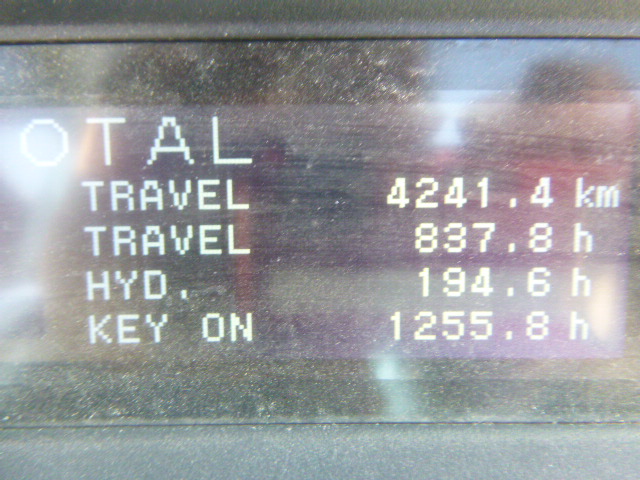 OTAL
TRAVEL 4241.4 km
TRAVEL 837.8 h
HYD. 194.6 h
KEY ON 1255.8 h